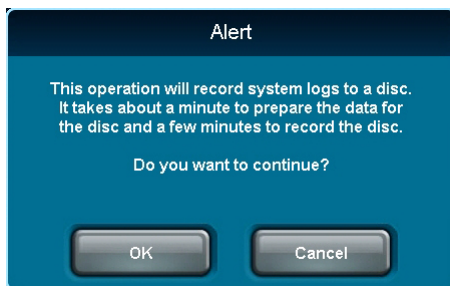 Alert
This operation will record system logs to a disc.
It takes about a minute to prepare the data for
the disc and a few minutes to record the disc.
Do you want to continue?
OK
Cancel